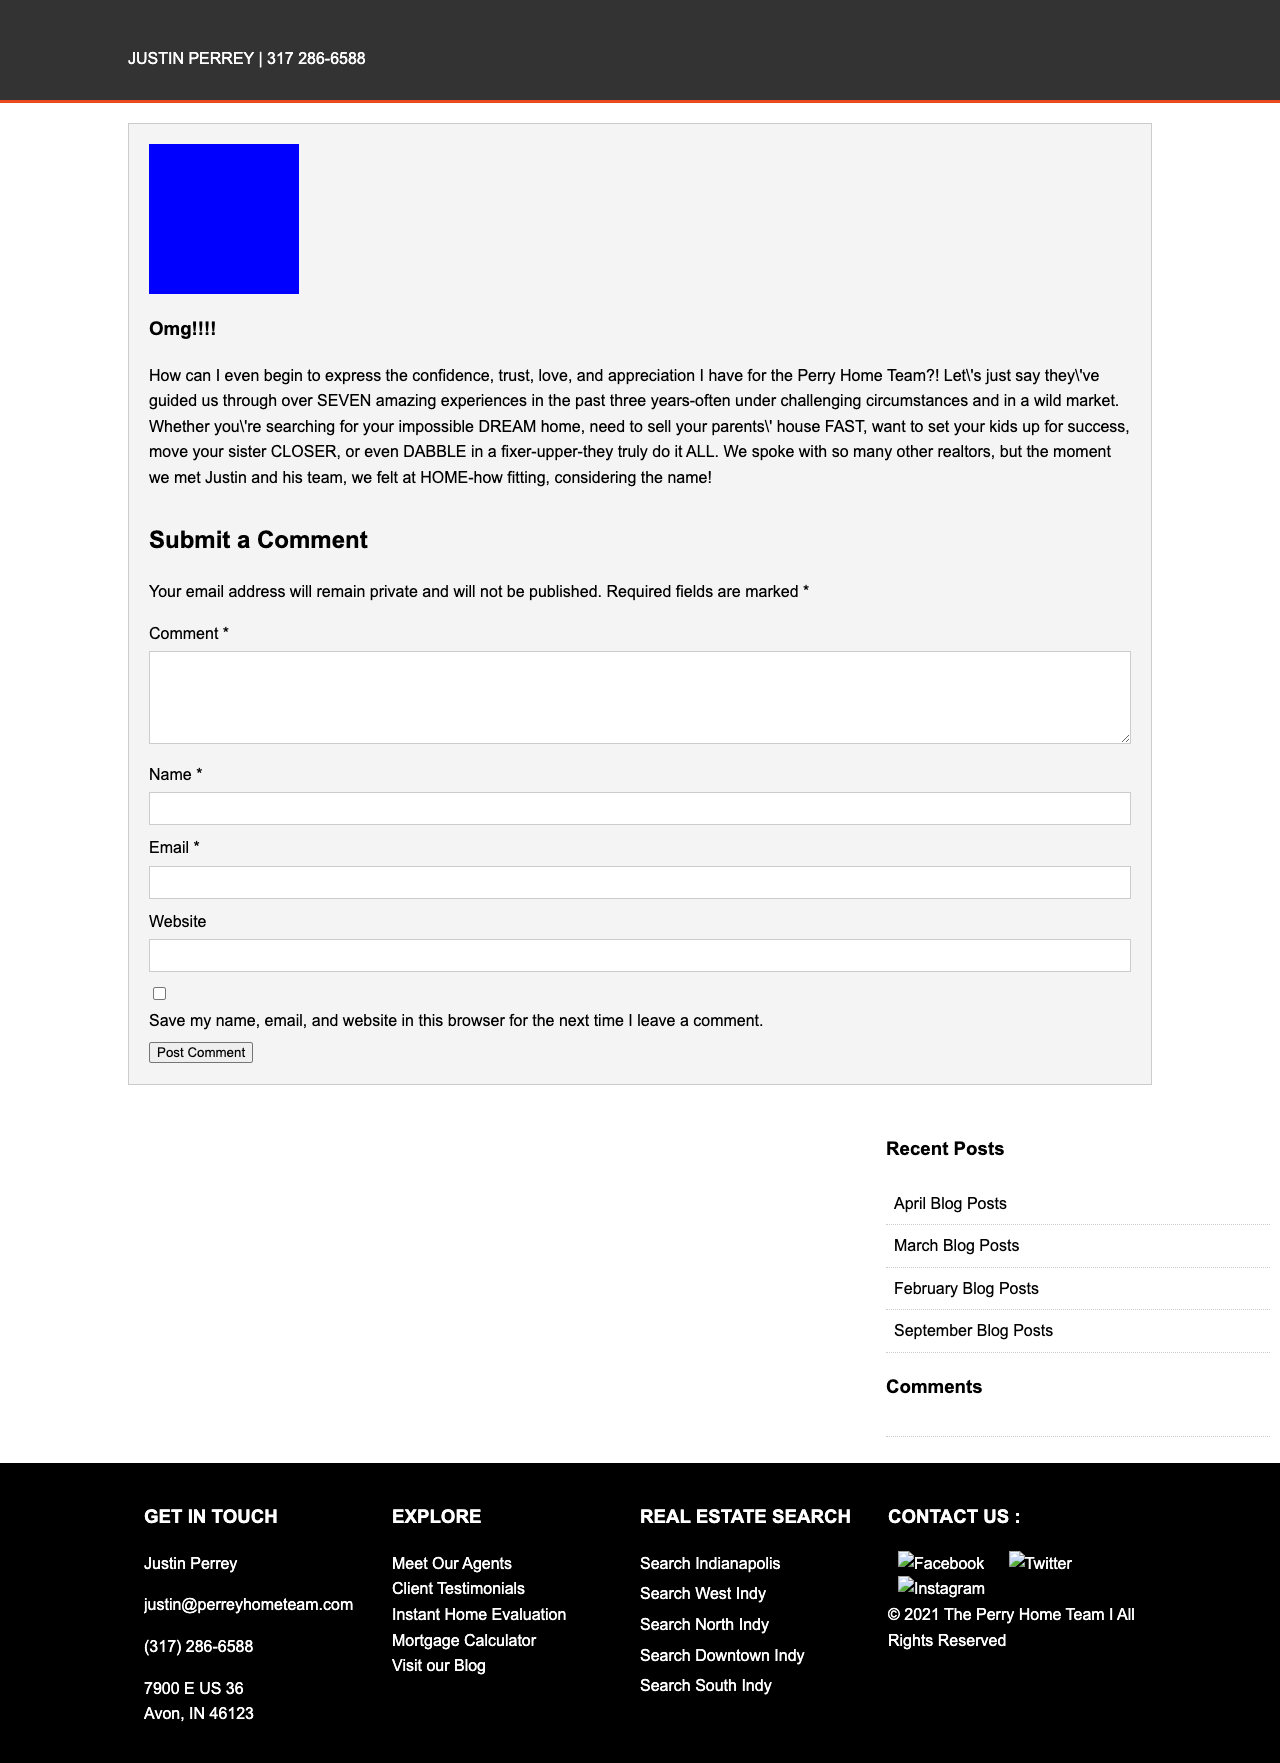 JUSTIN PERREY | 317 286-6588
Omg!!!!
How can I even begin to express the confidence, trust, love, and appreciation I have for the Perry Home Team?! Let\'s just say they\'ve
guided us through over SEVEN amazing experiences in the past three years-often under challenging circumstances and in a wild market.
Whether you\'re searching for your impossible DREAM home, need to sell your parents\' house FAST, want to set your kids up for success,
move your sister CLOSER, or even DABBLE in a fixer-upper-they truly do it ALL. We spoke with so many other realtors, but the moment
we met Justin and his team, we felt at HOME-how fitting, considering the name!
Submit a Comment
Your email address will remain private and will not be published. Required fields are marked *
Comment *
Name *
Email *
Website
Save my name, email, and website in this browser for the next time I leave a comment.
Post Comment
Recent Posts
April Blog Posts
March Blog Posts
February Blog Posts
September Blog Posts
Comments
GET IN TOUCH
Justin Perrey
justin@perreyhometeam.com
(317) 286-6588
7900 E US 36
Avon, IN 46123
EXPLORE
Meet Our Agents
Client Testimonials
Instant Home Evaluation
Mortgage Calculator
Visit our Blog
REAL ESTATE SEARCH
Search Indianapolis
Search West Indy
Search North Indy
Search Downtown Indy
Search South Indy
CONTACT US :
Facebook Twitter
Instagram
© 2021 The Perry Home Team I All
Rights Reserved